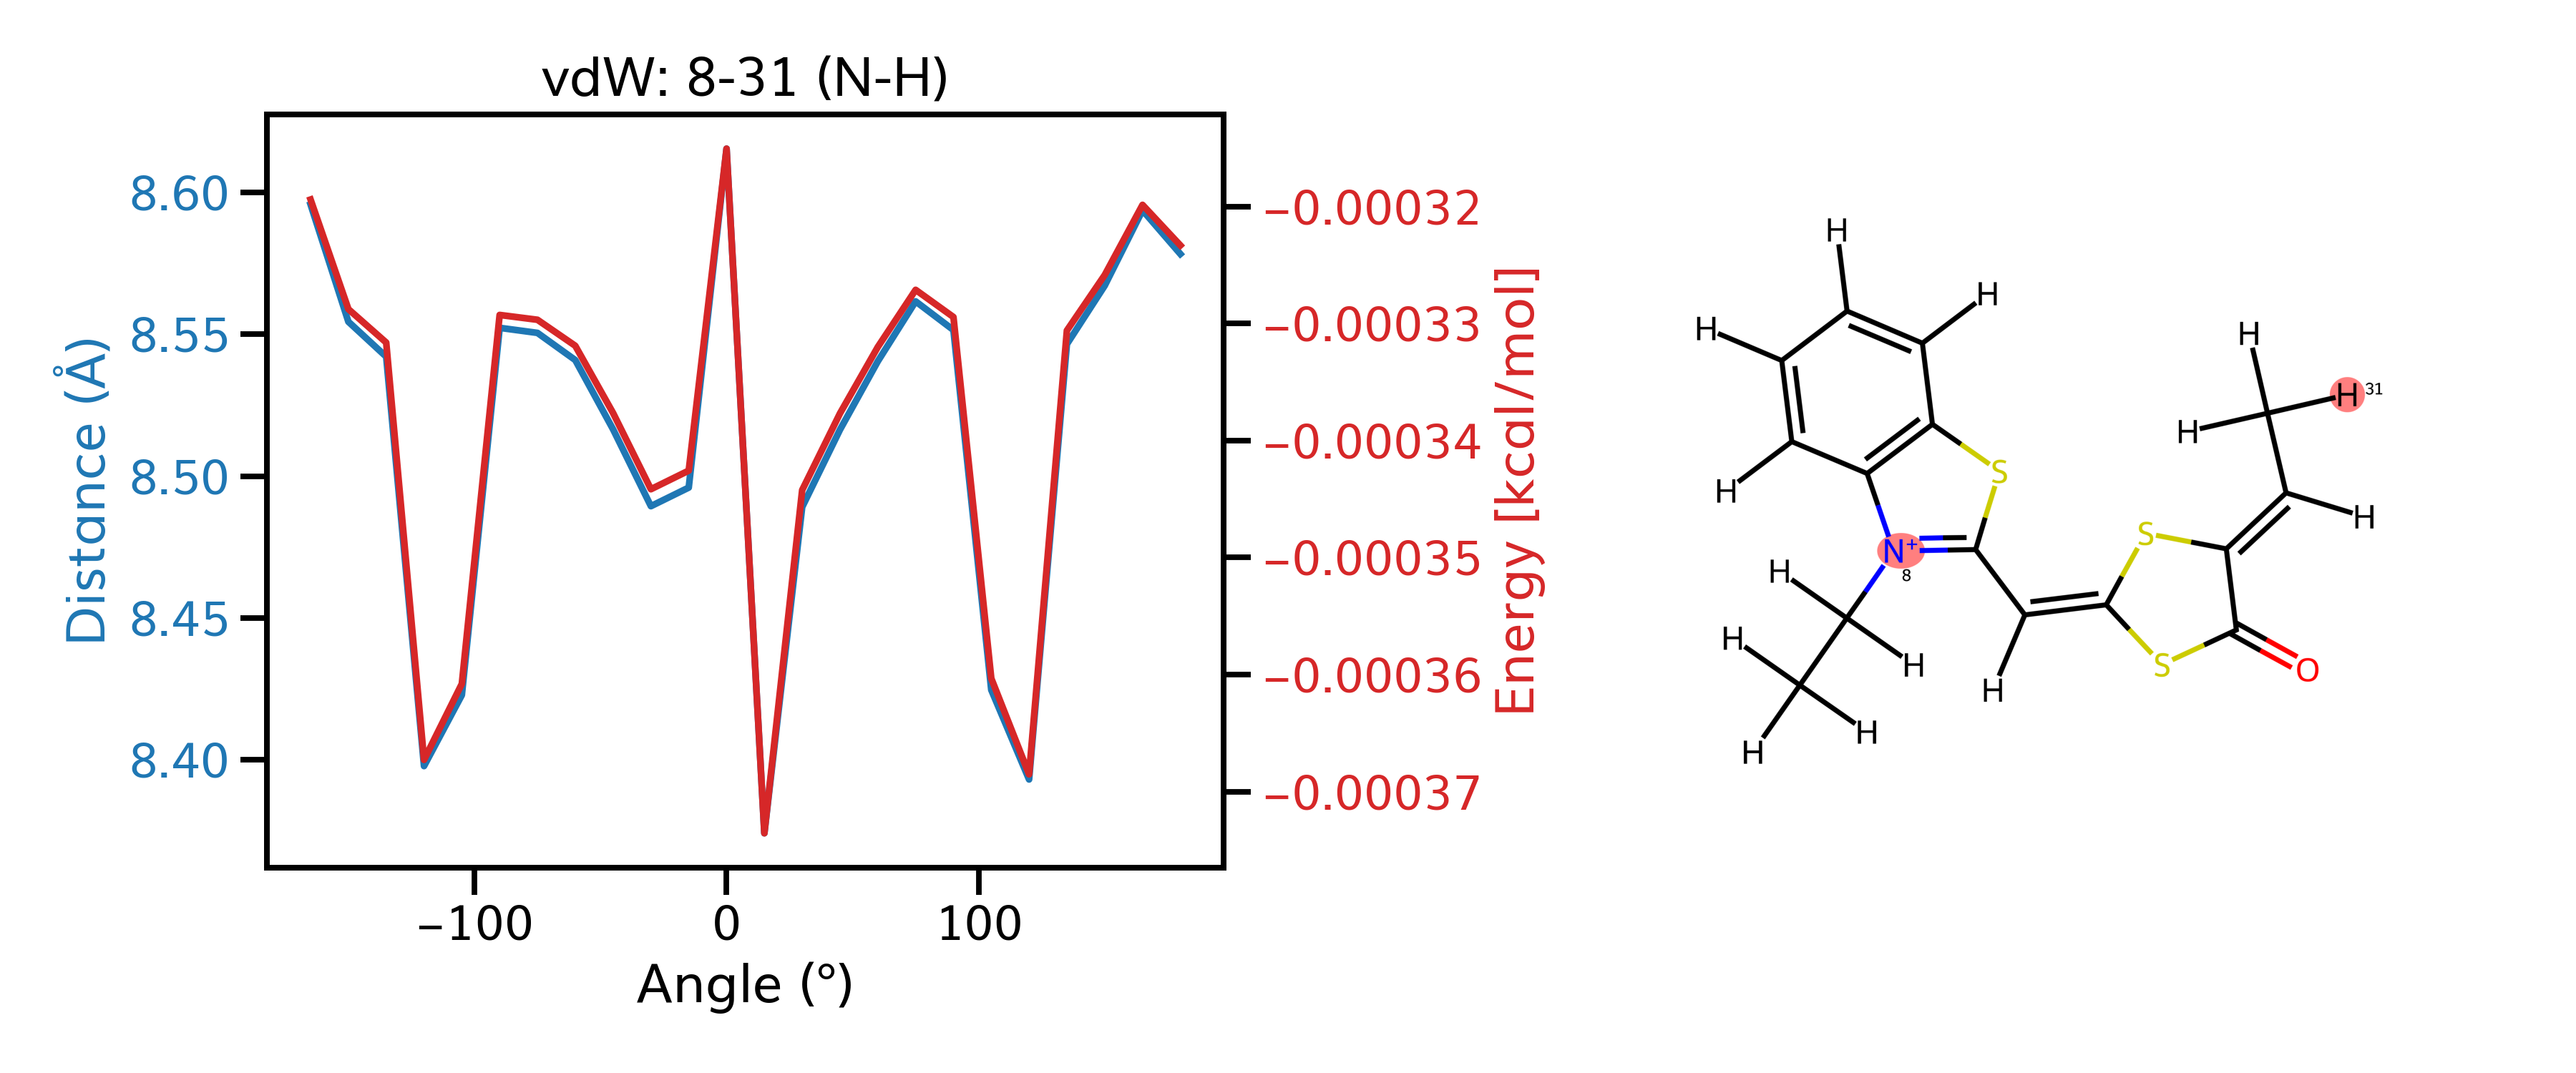 vdW: 8-31 (N-H)
Distance (Å)
8.60
8.55
8.50
8.45
8.40
−0.00032
−0.00033
−0.00034
−0.00035
−0.00036
−0.00037
Energy [kcal/mol]
−100 0 100
Angle (°)
H
H
H
H
H
H 31
H
S
H
H
S
N+
8
H
H
H
S
O
H
H
H